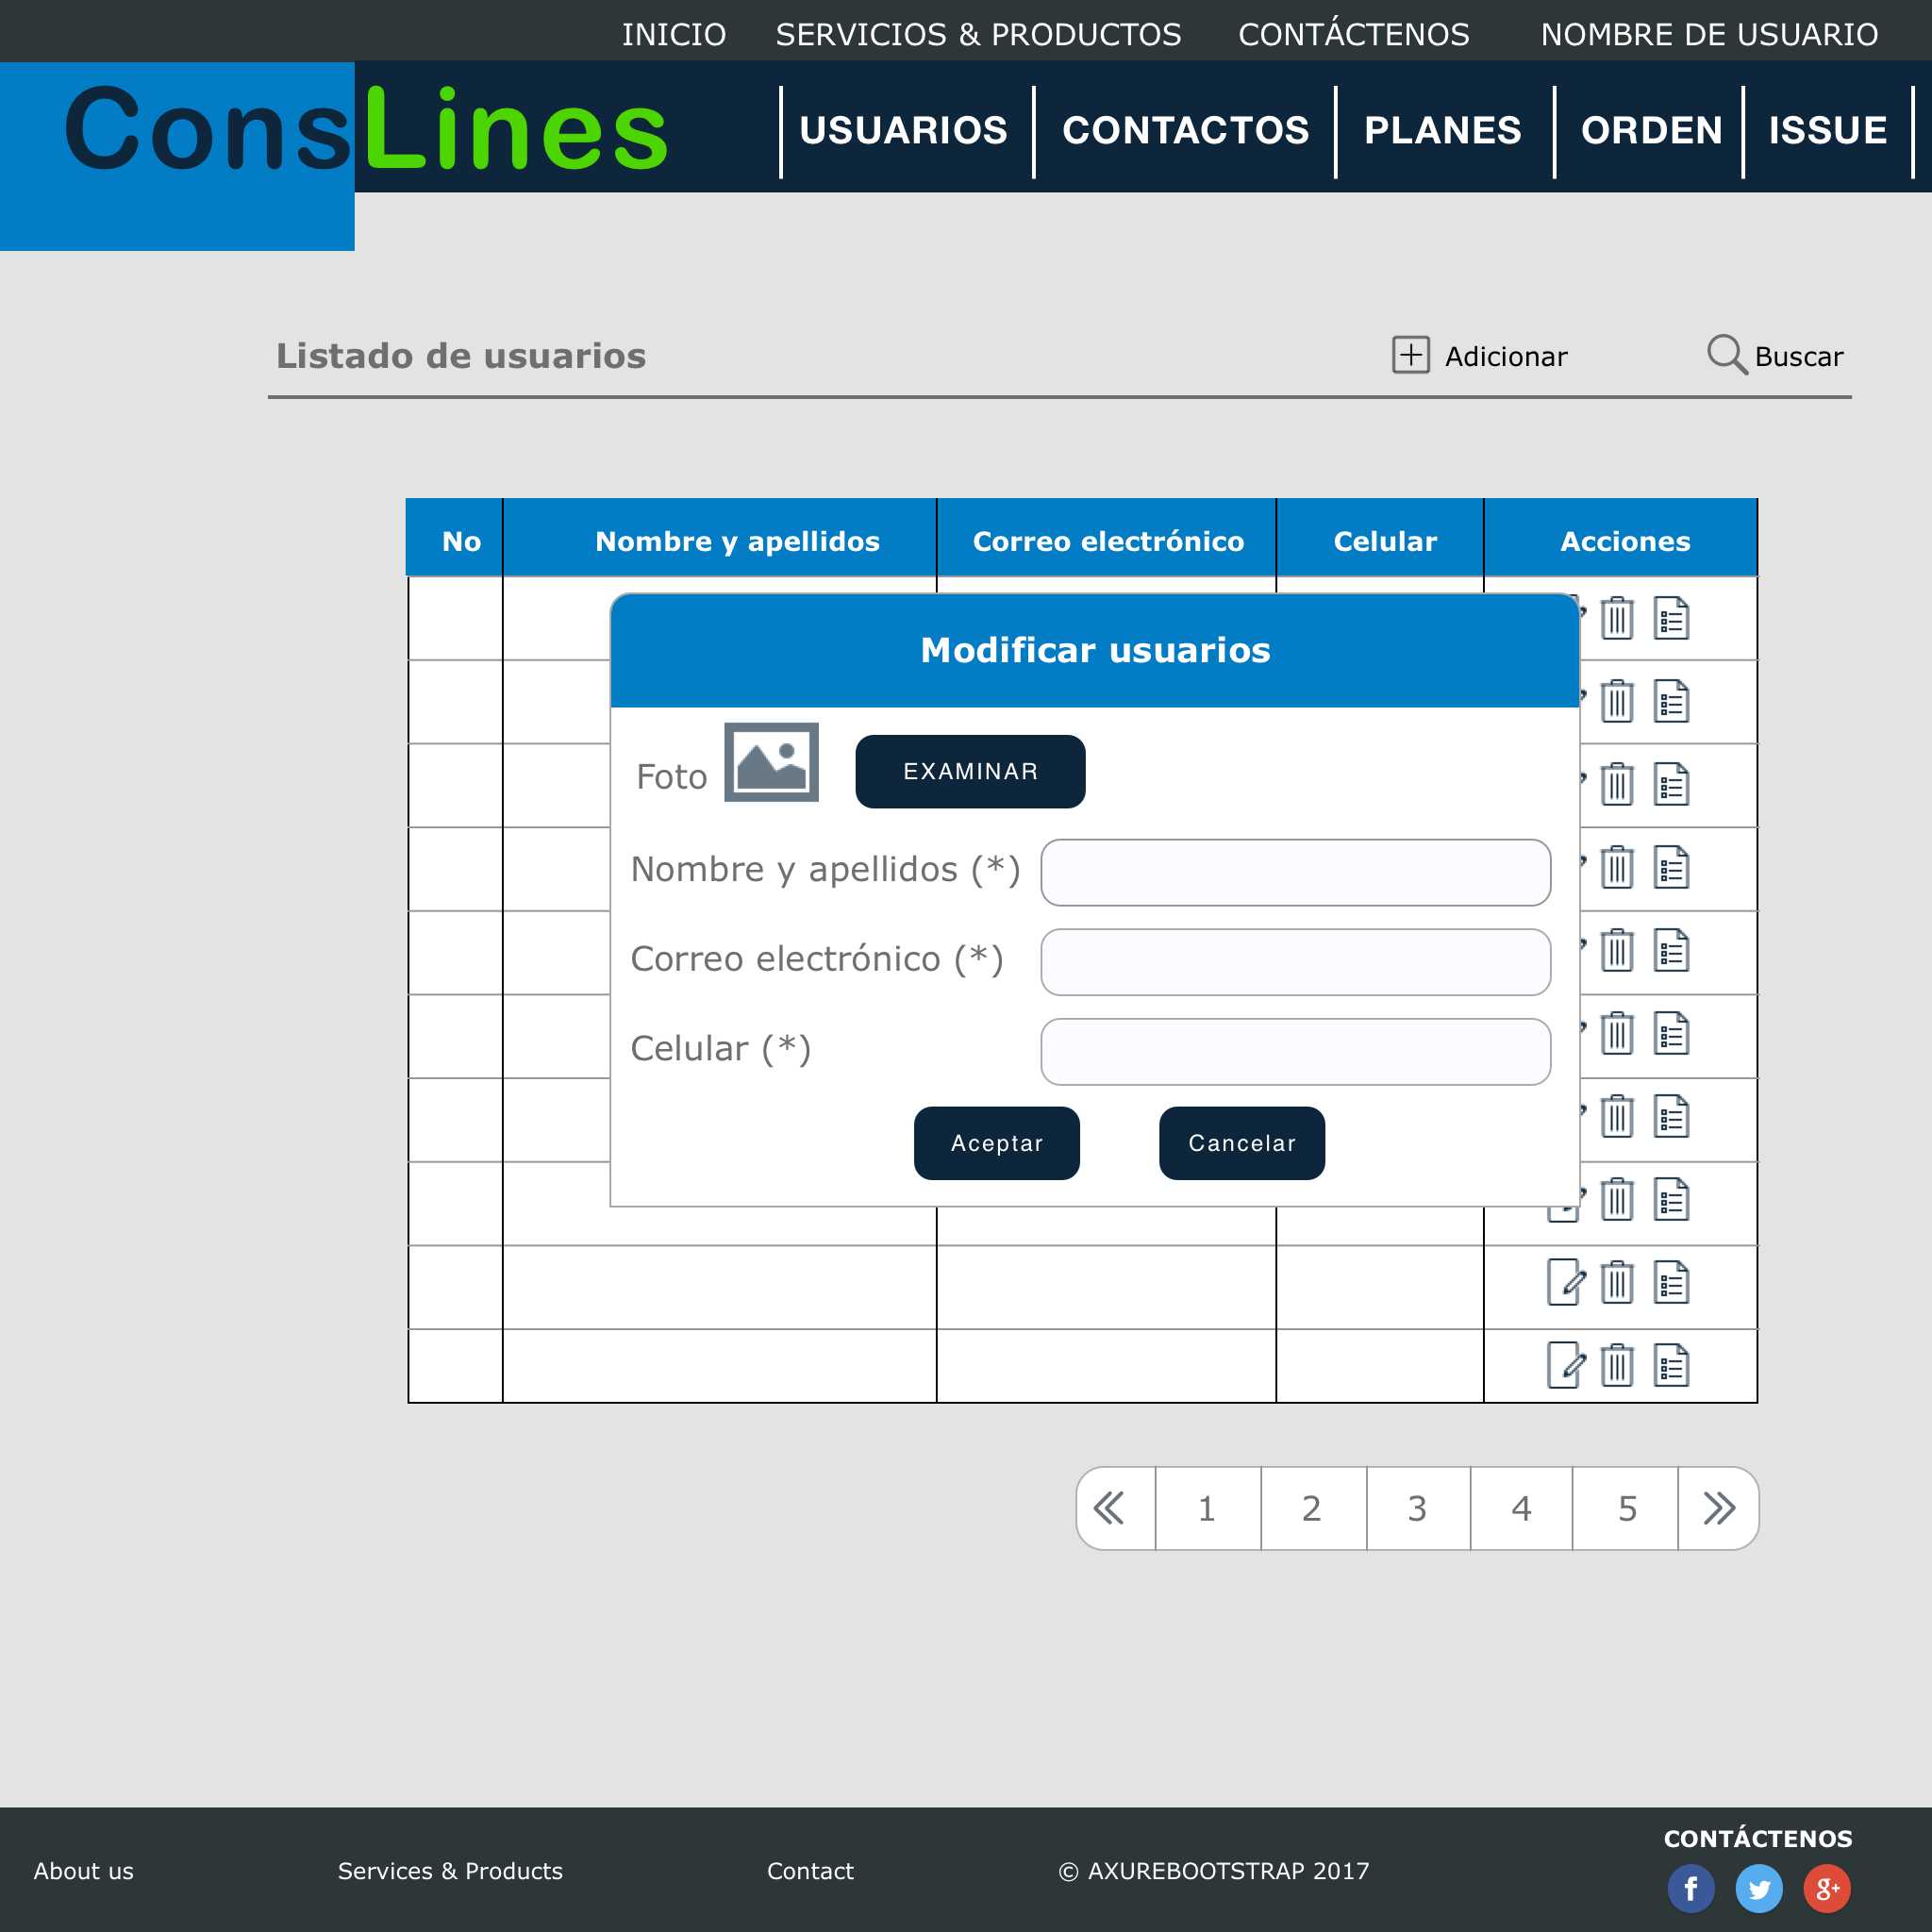 INICIO SERVICIOS & PRODUCTOS CONTÁCTENOS NOMBRE DE USUARIO
ConsLines
USUARIOS CONTACTOS PLANES ORDEN ISSUE
Listado de usuarios
Adicionar Buscar
No Nombre y apellidos Correo electrónico Celular Acciones
Modificar usuarios
Foto EXAMINAR
Nombre y apellidos (*)
Correo electrónico (*)
Celular (*)
Aceptar Cancelar
1 2 3 4 5
CONTÁCTENOS
About us Services & Products Contact © AXUREBOOTSTRAP 2017
f g+